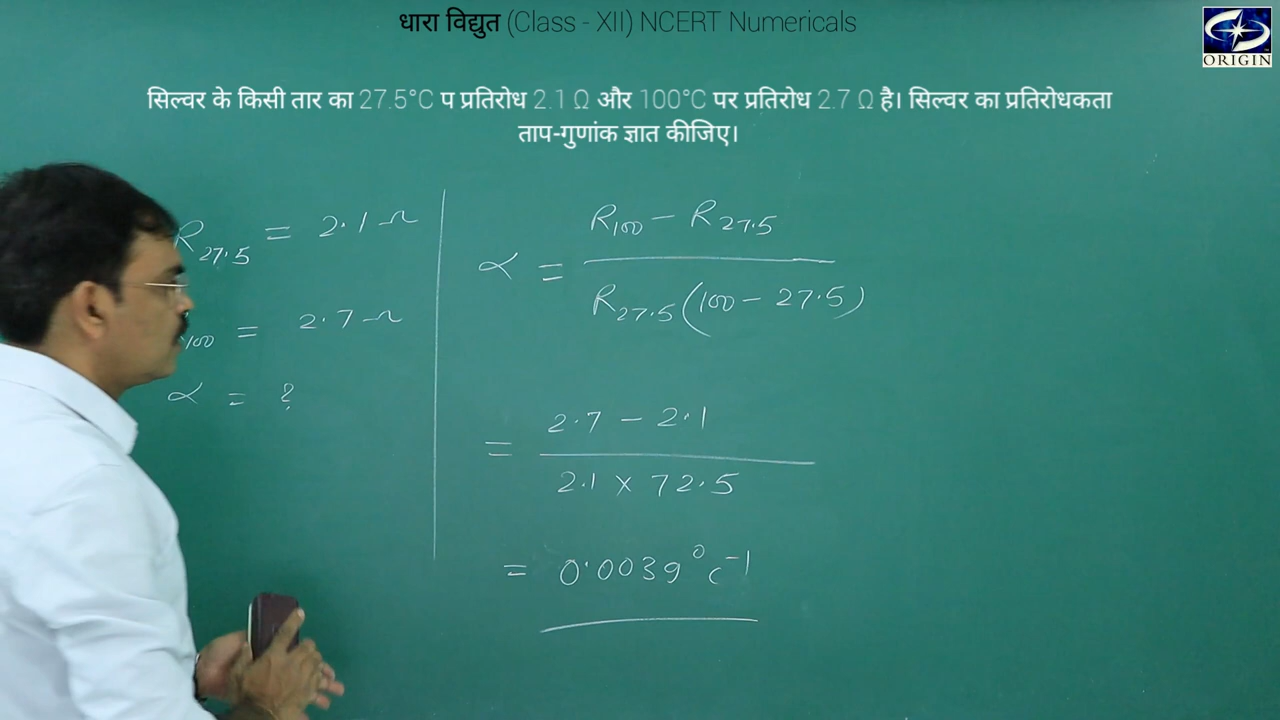 धारा विद्युत (Class - XII) NCERT Numericals
ORIGIN
सिल्वर के किसी तार का 27.5°C प प्रतिरोध 2.1 Ω और 100°C पर प्रतिरोध 2.7 Ω है। सिल्वर का प्रतिरोधकता
ताप-गुणांक ज्ञात कीजिए।
R27.5 = 2.1 Ω
100 = 2.7 Ω
α = ?
α = R100 - R27.5
R27.5 (100 - 27.5)
= 2.7 - 2.1
2.1 x 72.5
= 0.0039 °c-1